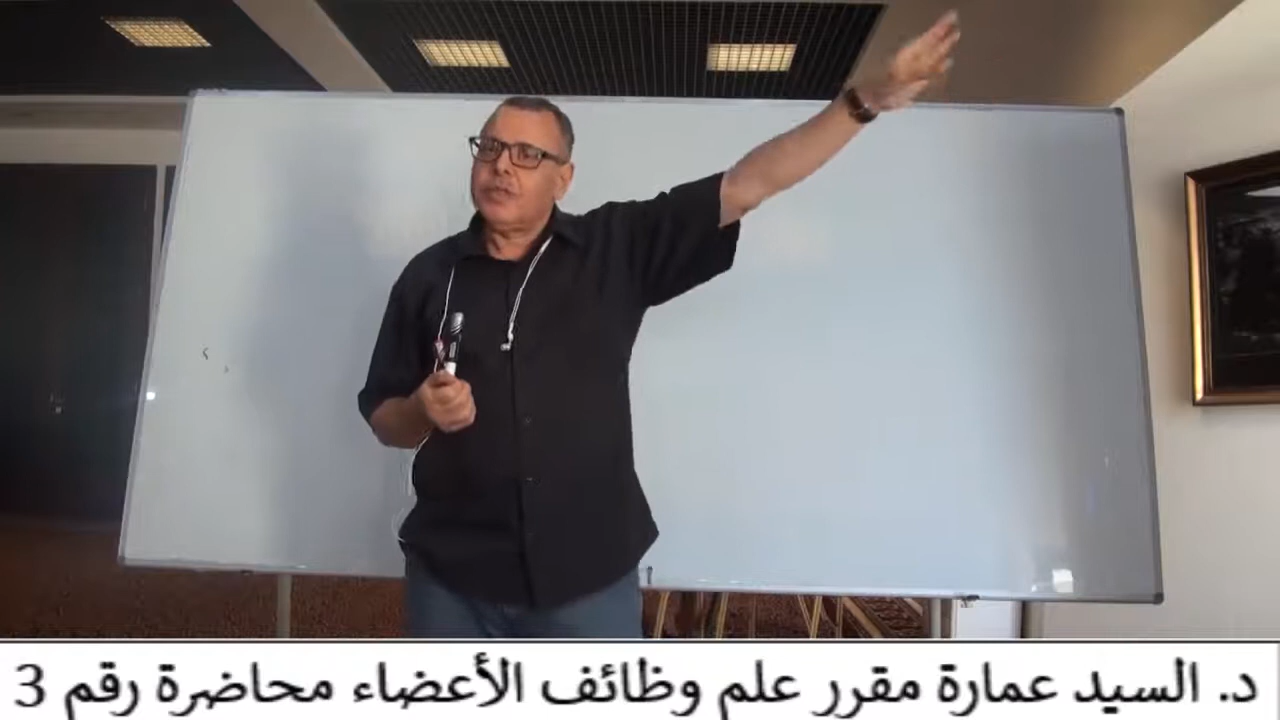 د. السيد عمارة مقرر علم وظائف الأعضاء محاضرة رقم 3